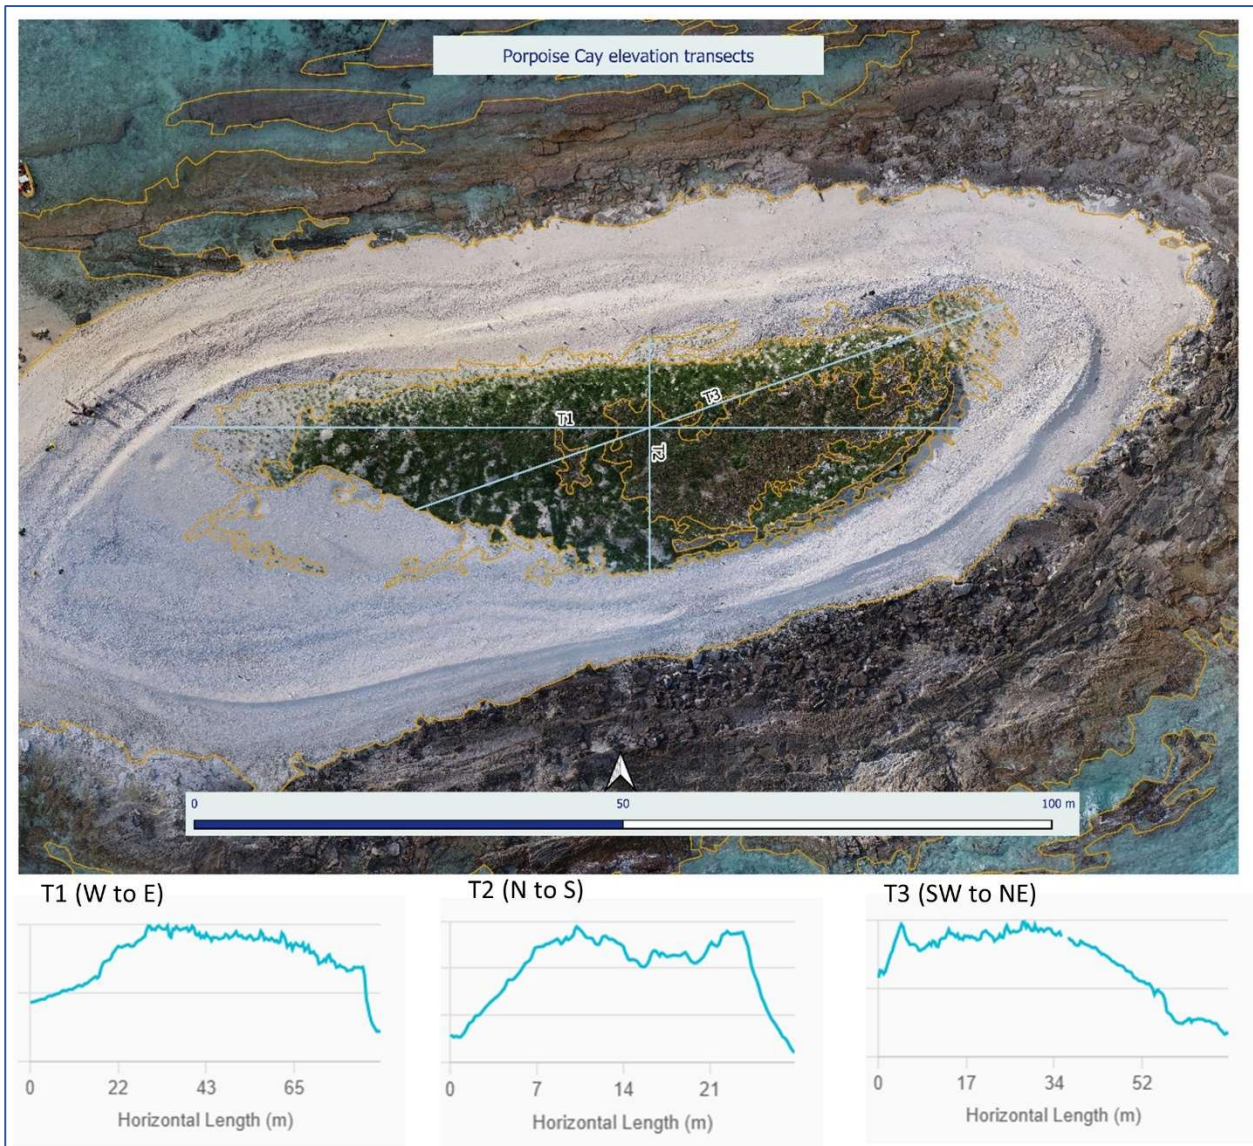 Porpoise Cay elevation transects
T3
T1
T2
0 50 100 m
T1 (W to E)
0 22 43 65
Horizontal Length (m)
T2 (N to S)
0 7 14 21
Horizontal Length (m)
T3 (SW to NE)
0 17 34 52
Horizontal Length (m)